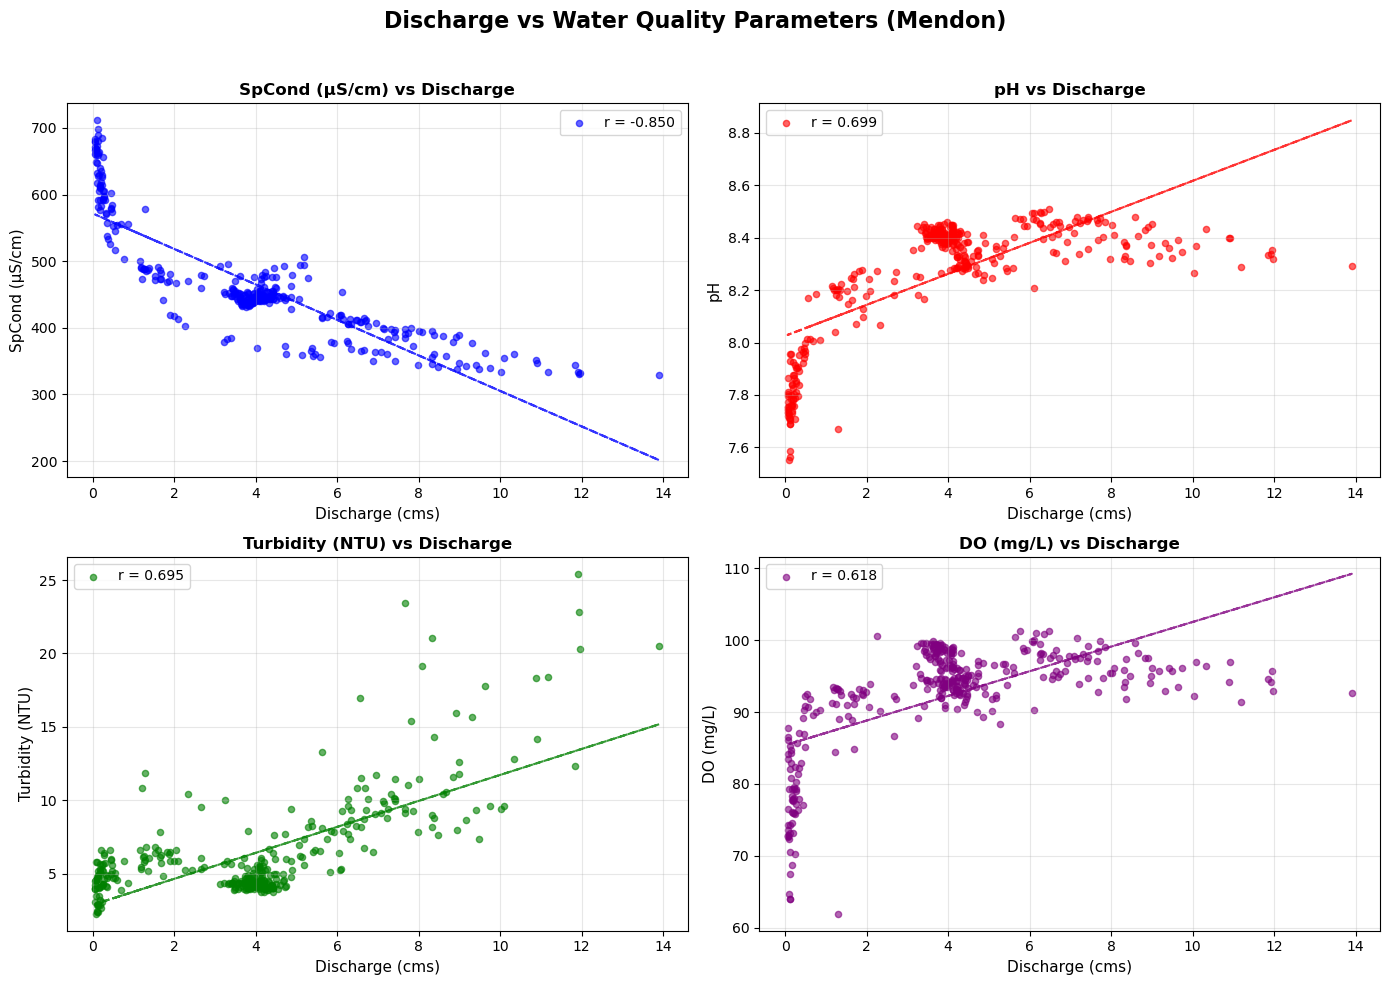 Discharge vs Water Quality Parameters (Mendon)
SpCond (µS/cm) vs Discharge
r = -0.850
700
600
500
400
300
200
SpCond (µS/cm)
0 2 4 6 8 10 12 14
Discharge (cms)
pH vs Discharge
r = 0.699
8.8
8.6
8.4
8.2
8.0
7.8
7.6
pH
0 2 4 6 8 10 12 14
Discharge (cms)
Turbidity (NTU) vs Discharge
r = 0.695
25
20
15
10
5
Turbidity (NTU)
0 2 4 6 8 10 12 14
Discharge (cms)
DO (mg/L) vs Discharge
r = 0.618
110
100
90
80
70
60
DO (mg/L)
0 2 4 6 8 10 12 14
Discharge (cms)